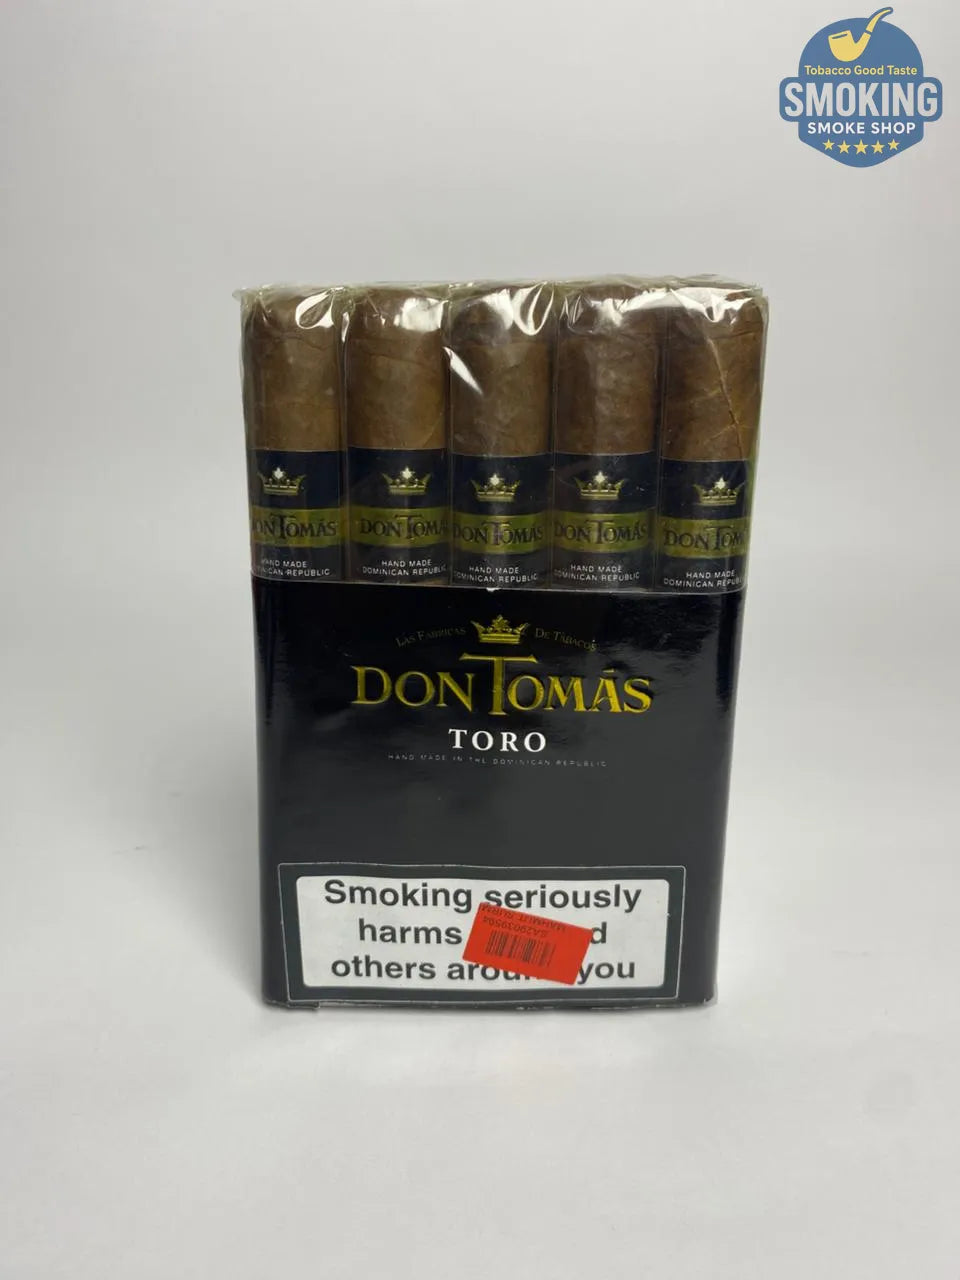 Tobacco Good Taste
SMOKING
SMOKE SHOP
DON TOMÁS
HAND MADE
DOMINICAN REPUBLIC
DON TOMÁS
HAND MADE
DOMINICAN REPUBLIC
DON TOMÁS
HAND MADE
DOMINICAN REPUBLIC
DON TOMÁS
HAND MADE
DOMINICAN REPUBLIC
DON TOMÁS
HAND MADE
DOMINICAN REPUBLIC
LAS FABRICAS DE TABACOS
DON TOMÁS
TORO
HAND MADE IN THE DOMINICAN REPUBLIC
Smoking seriously
harms
others around you